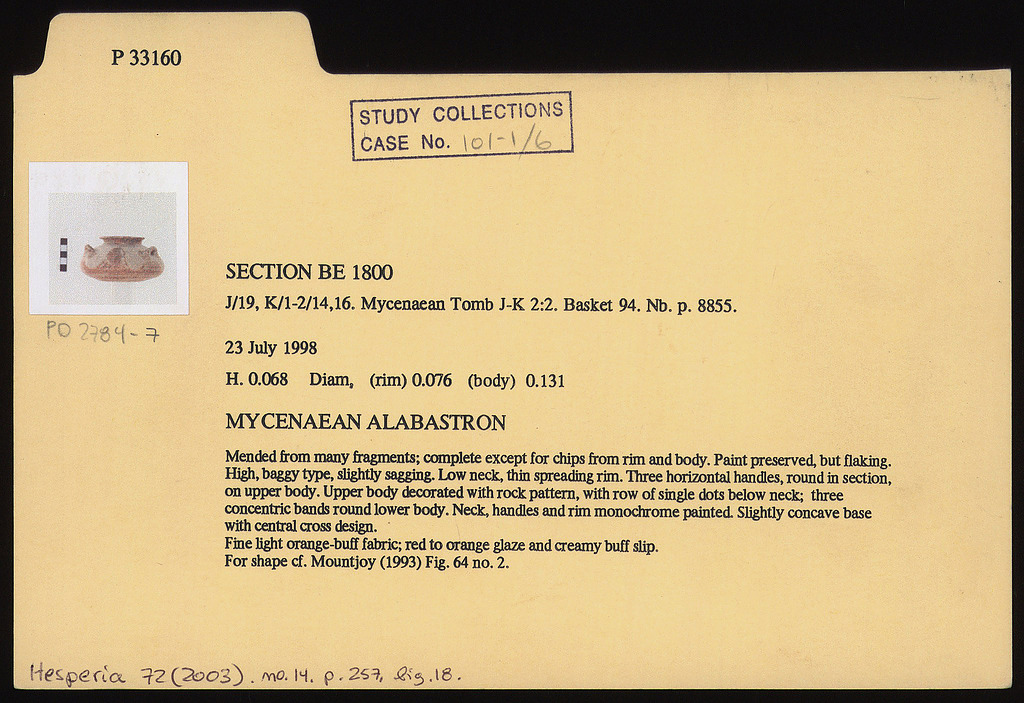 P 33160
STUDY COLLECTIONS
CASE No. 101-1/6
PD 2784-7
SECTION BE 1800
J/19, K/1-2/14,16. Mycenaean Tomb J-K 2:2. Basket 94. Nb. p. 8855.
23 July 1998
H. 0.068 Diam, (rim) 0.076 (body) 0.131
MYCENAEAN ALABASTRON
Mended from many fragments; complete except for chips from rim and body. Paint preserved, but flaking.
High, baggy type, slightly sagging. Low neck, thin spreading rim. Three horizontal handles, round in section,
on upper body. Upper body decorated with rock pattern, with row of single dots below neck; three
concentric bands round lower body. Neck, handles and rim monochrome painted. Slightly concave base
with central cross design.
Fine light orange-buff fabric; red to orange glaze and creamy buff slip.
For shape cf. Mountjoy (1993) Fig. 64 no. 2.
Hesperia 72 (2003). no. 14. p. 257, fig. 18.